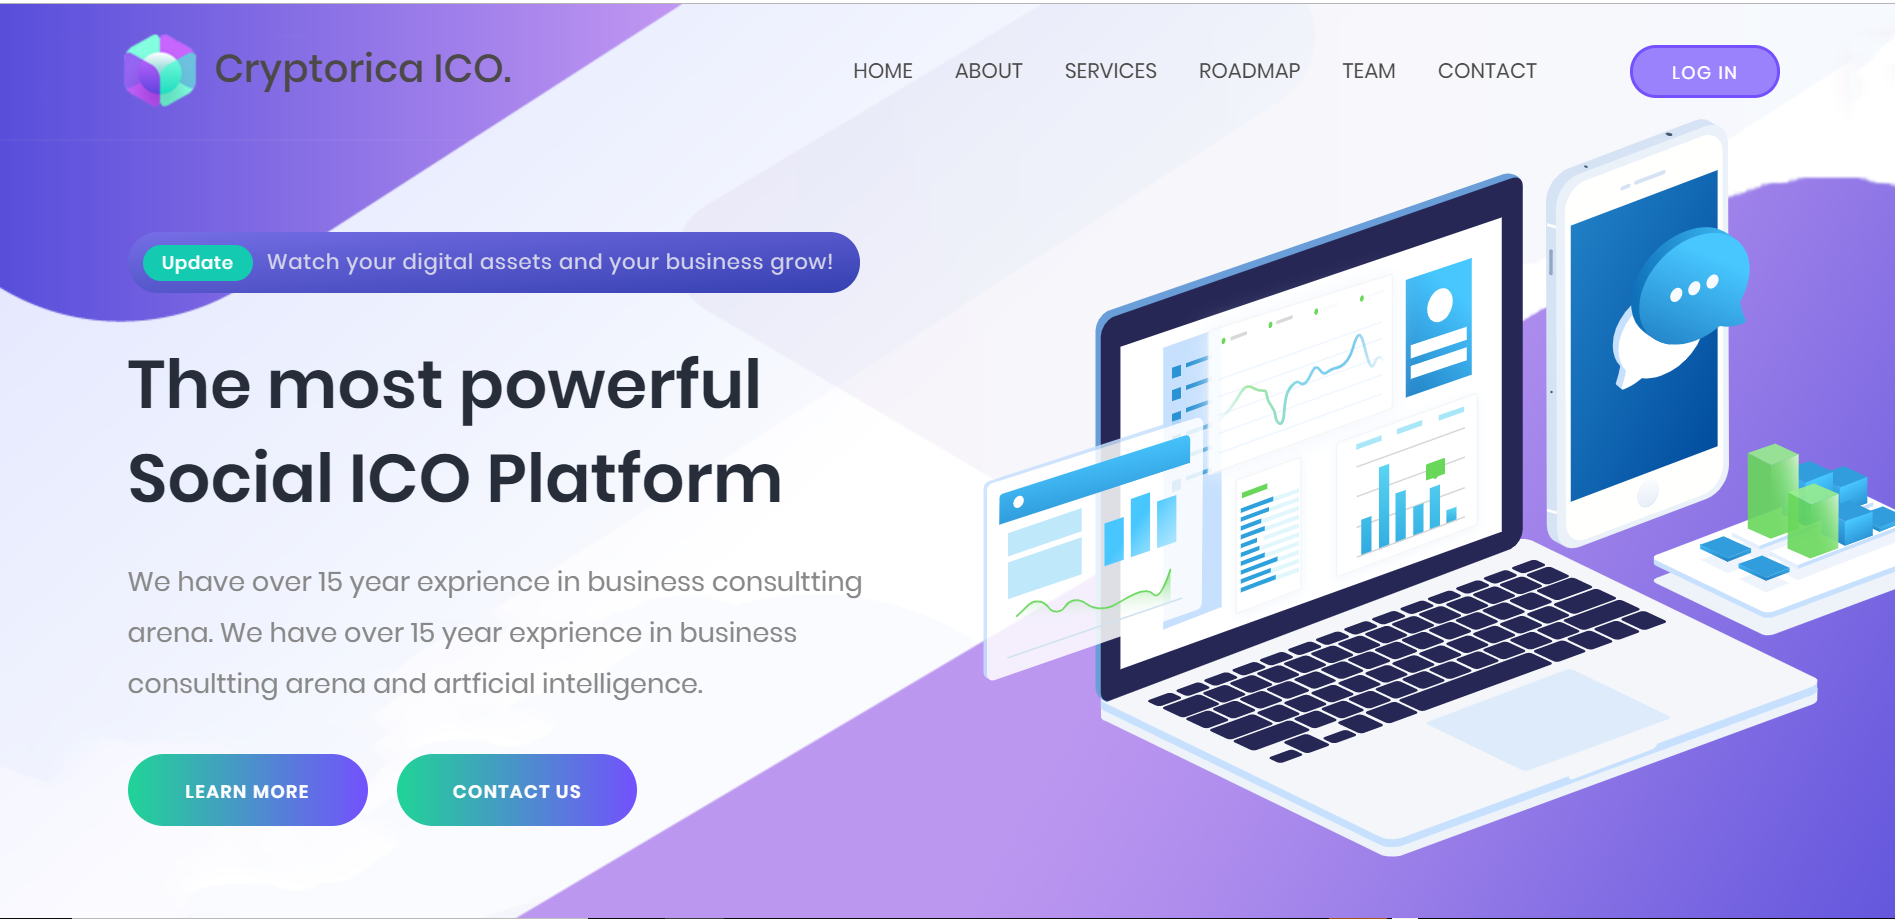 Cryptorica ICO.
HOME ABOUT SERVICES ROADMAP TEAM CONTACT LOG IN
Update Watch your digital assets and your business grow!
The most powerful
Social ICO Platform
We have over 15 year exprience in business consultting
arena. We have over 15 year exprience in business
consultting arena and artficial intelligence.
LEARN MORE CONTACT US